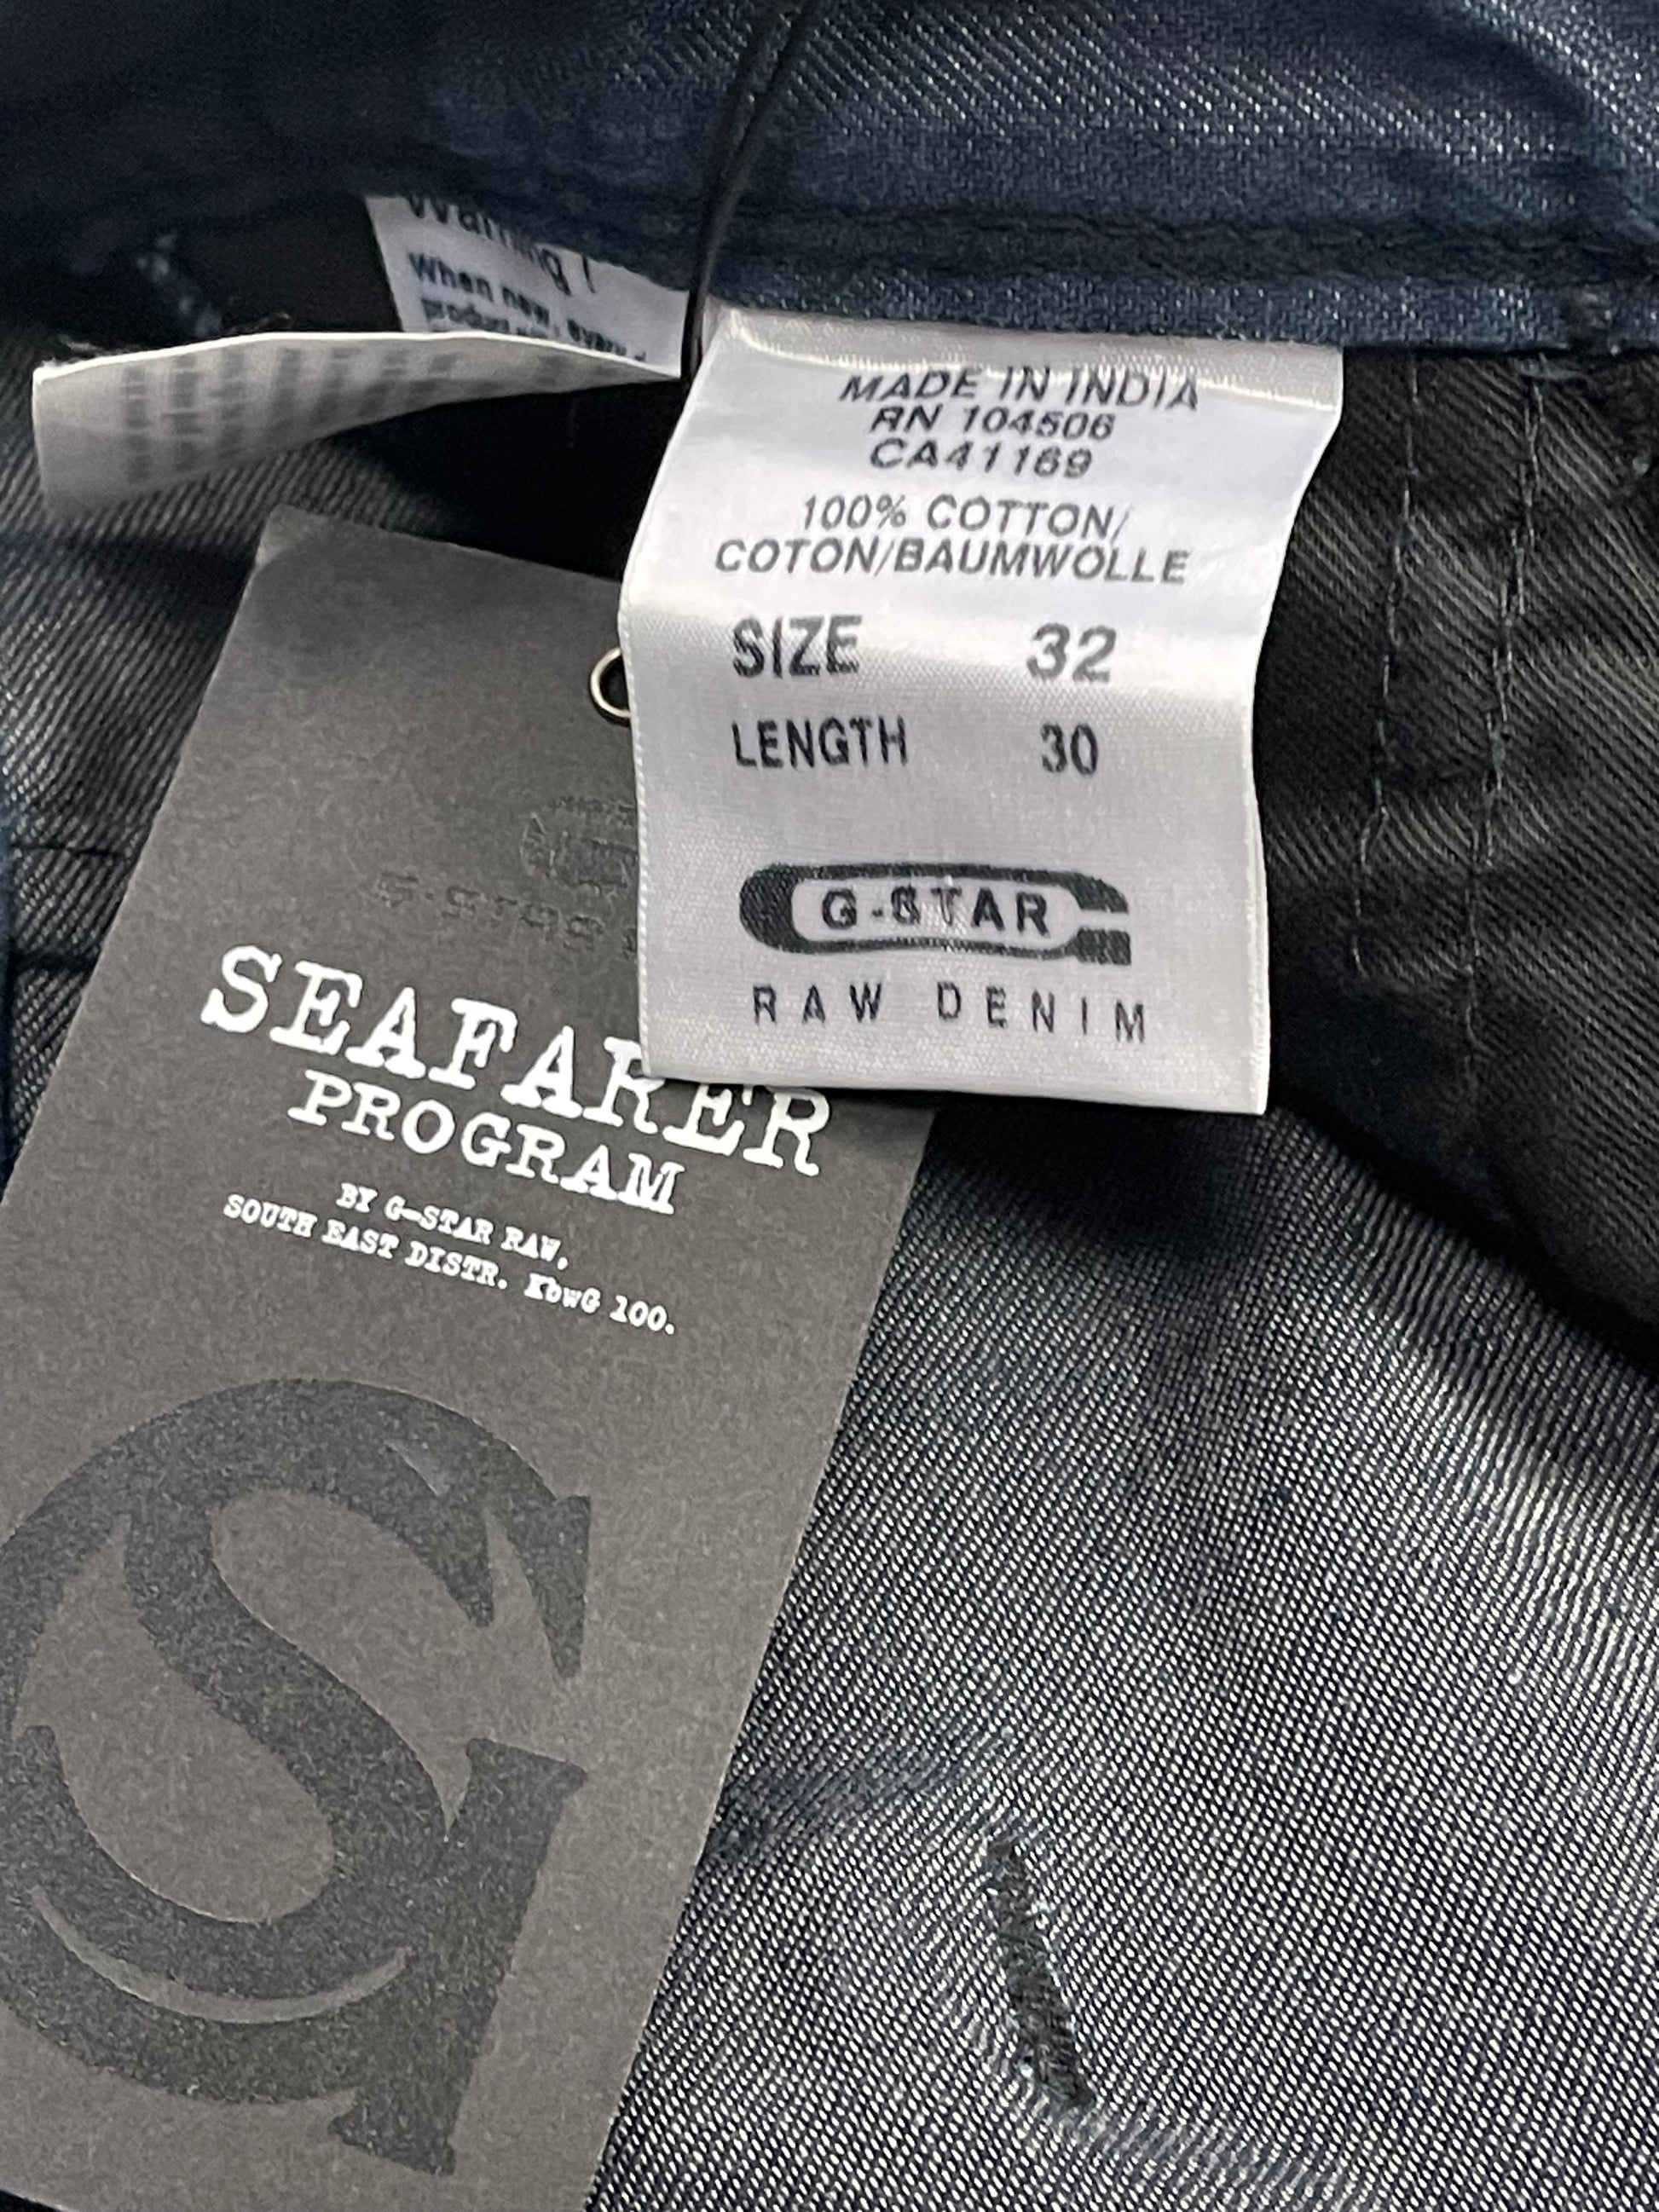 Warning !
When new, every
MADE IN INDIA
RN 104506
CA41169
100% COTTON/
COTON/BAUMWOLLE
SIZE 32
LENGTH 30
G-STAR
RAW DENIM
SEAFARER
PROGRAM
BY G-STAR RAW,
SOUTH EAST DISTR. KbwG 100.